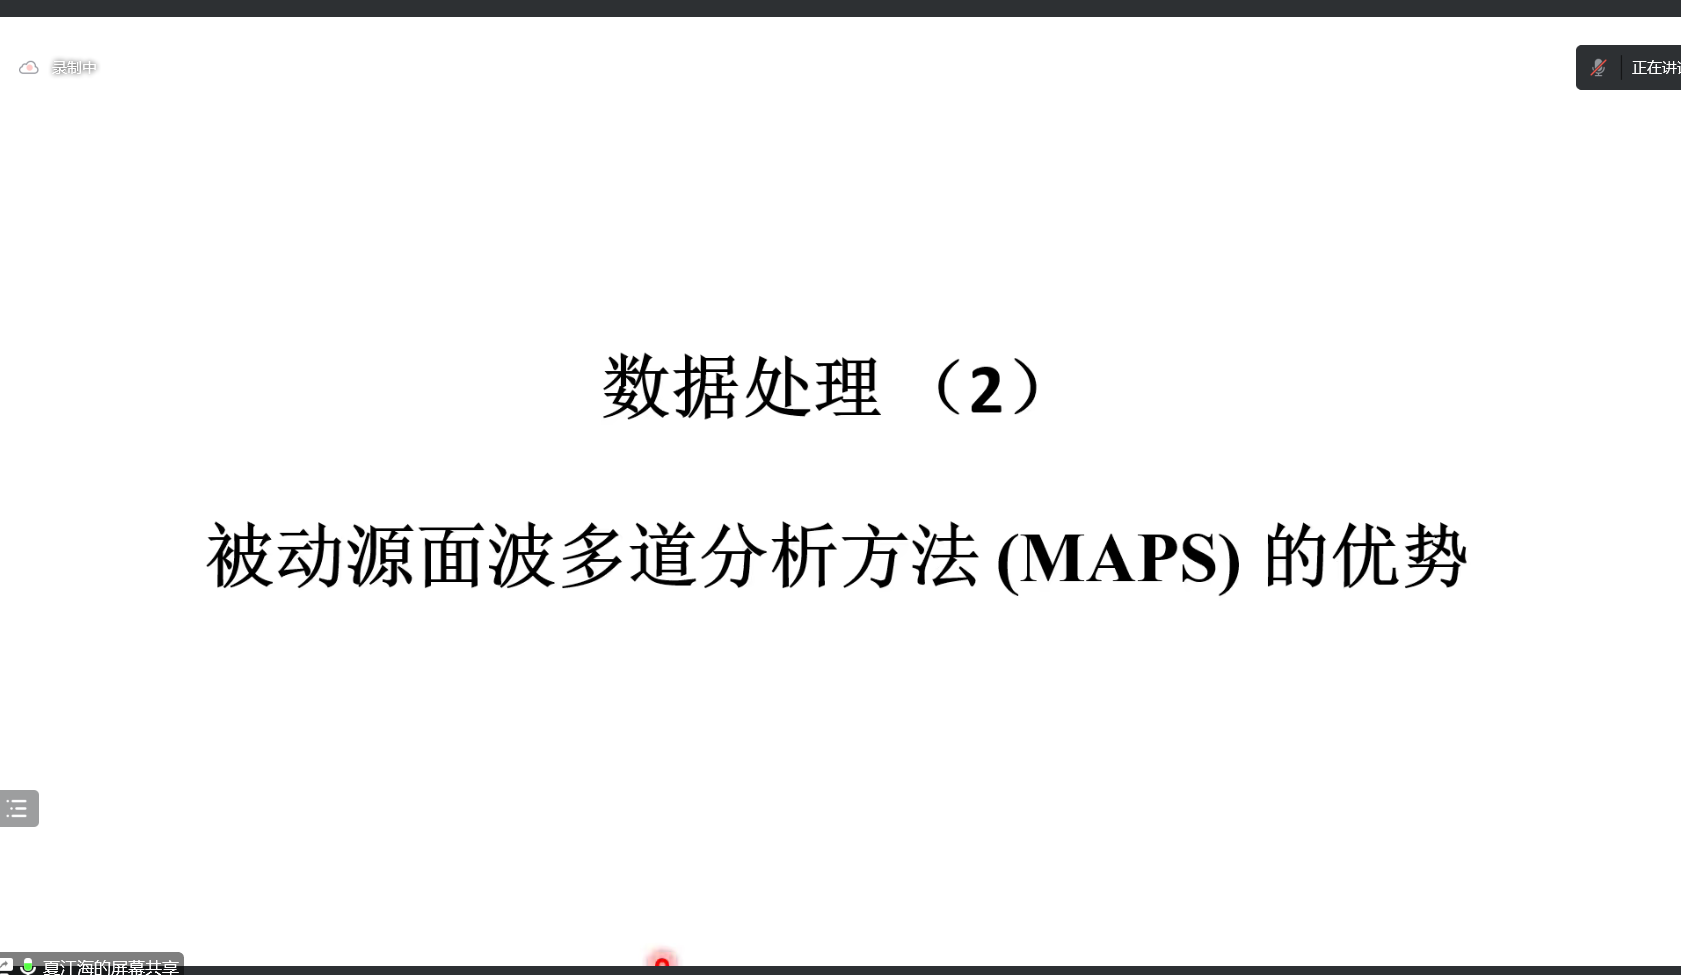 录制中
正在讲
数据处理 （2）
被动源面波多道分析方法 (MAPS) 的优势
夏江海的屏幕共享